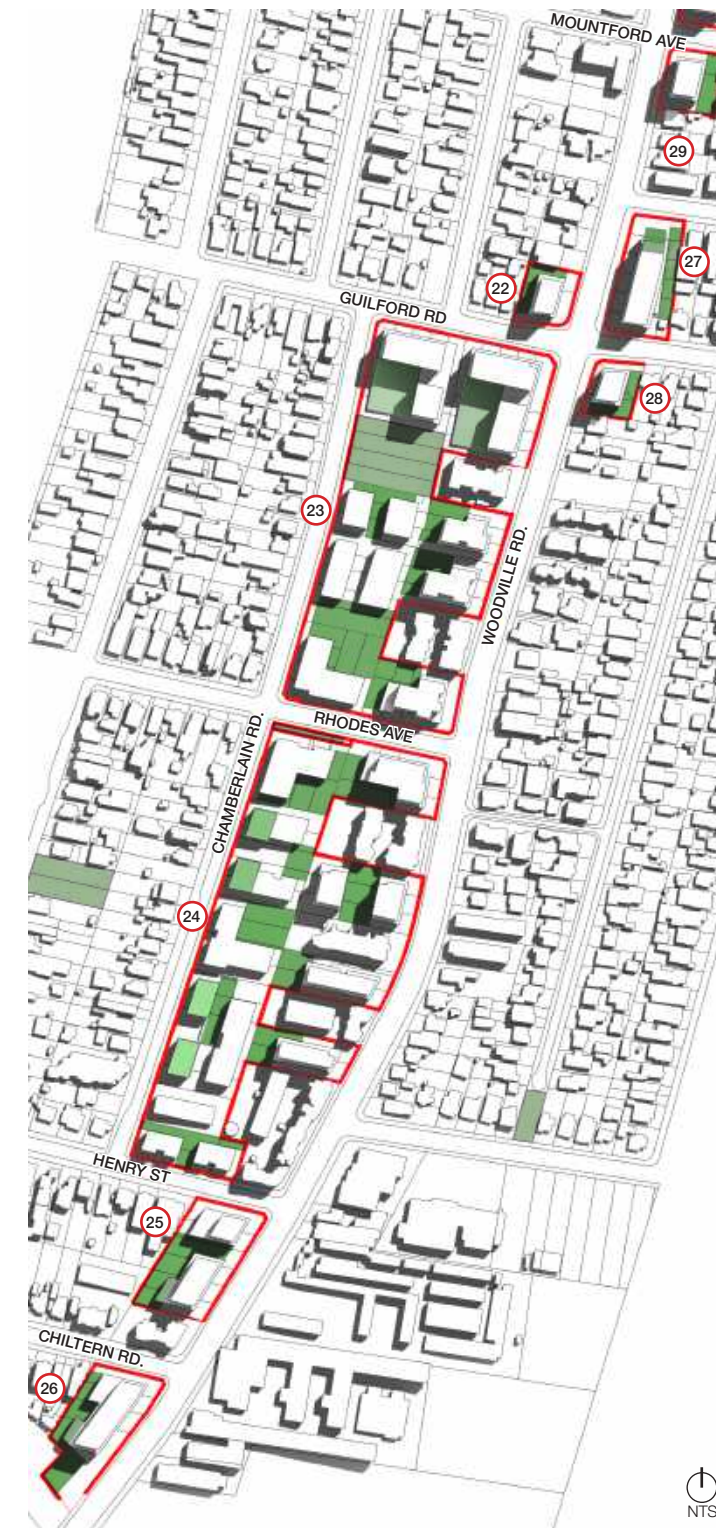 MOUNTFORD AVE
29
27
22
GUILFORD RD
28
23
WOODVILLE RD.
RHODES AVE
CHAMBERLAIN RD.
24
HENRY ST
25
CHILTERN RD.
26
NTS